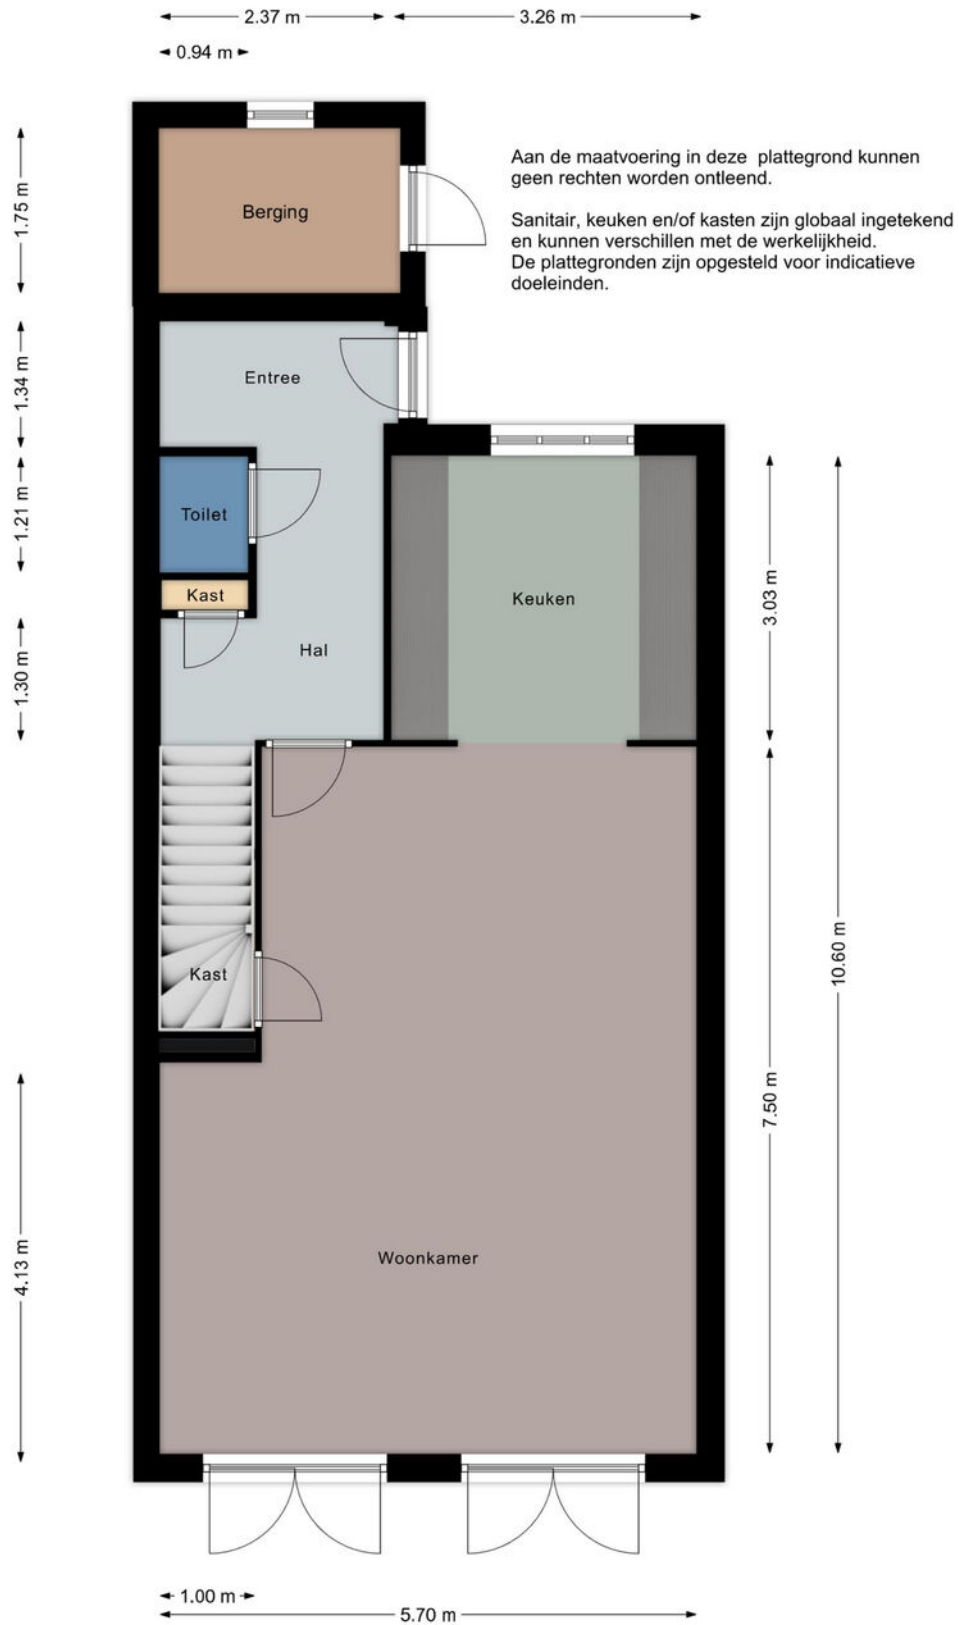 2.37 m
3.26 m
0.94 m
Aan de maatvoering in deze plattegrond kunnen
geen rechten worden ontleend.
Sanitair, keuken en/of kasten zijn globaal ingetekend
en kunnen verschillen met de werkelijkheid.
De plattegronden zijn opgesteld voor indicatieve
doeleinden.
1.75 m
Berging
1.34 m
Entree
1.21 m
Toilet
Kast
Keuken
3.03 m
Hal
1.30 m
Kast
10.60 m
7.50 m
4.13 m
Woonkamer
1.00 m
5.70 m